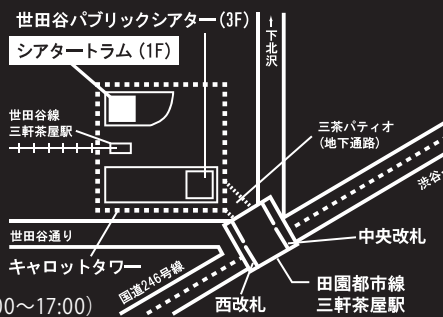 世田谷パブリックシアター(3F)
シアタートラム(1F)
↑下北沢
世田谷線
三軒茶屋駅
三茶パティオ
(地下通路)
渋谷
世田谷通り
中央改札
キャロットタワー
国道246号線
田園都市線
三軒茶屋駅
西改札
00〜17:00)